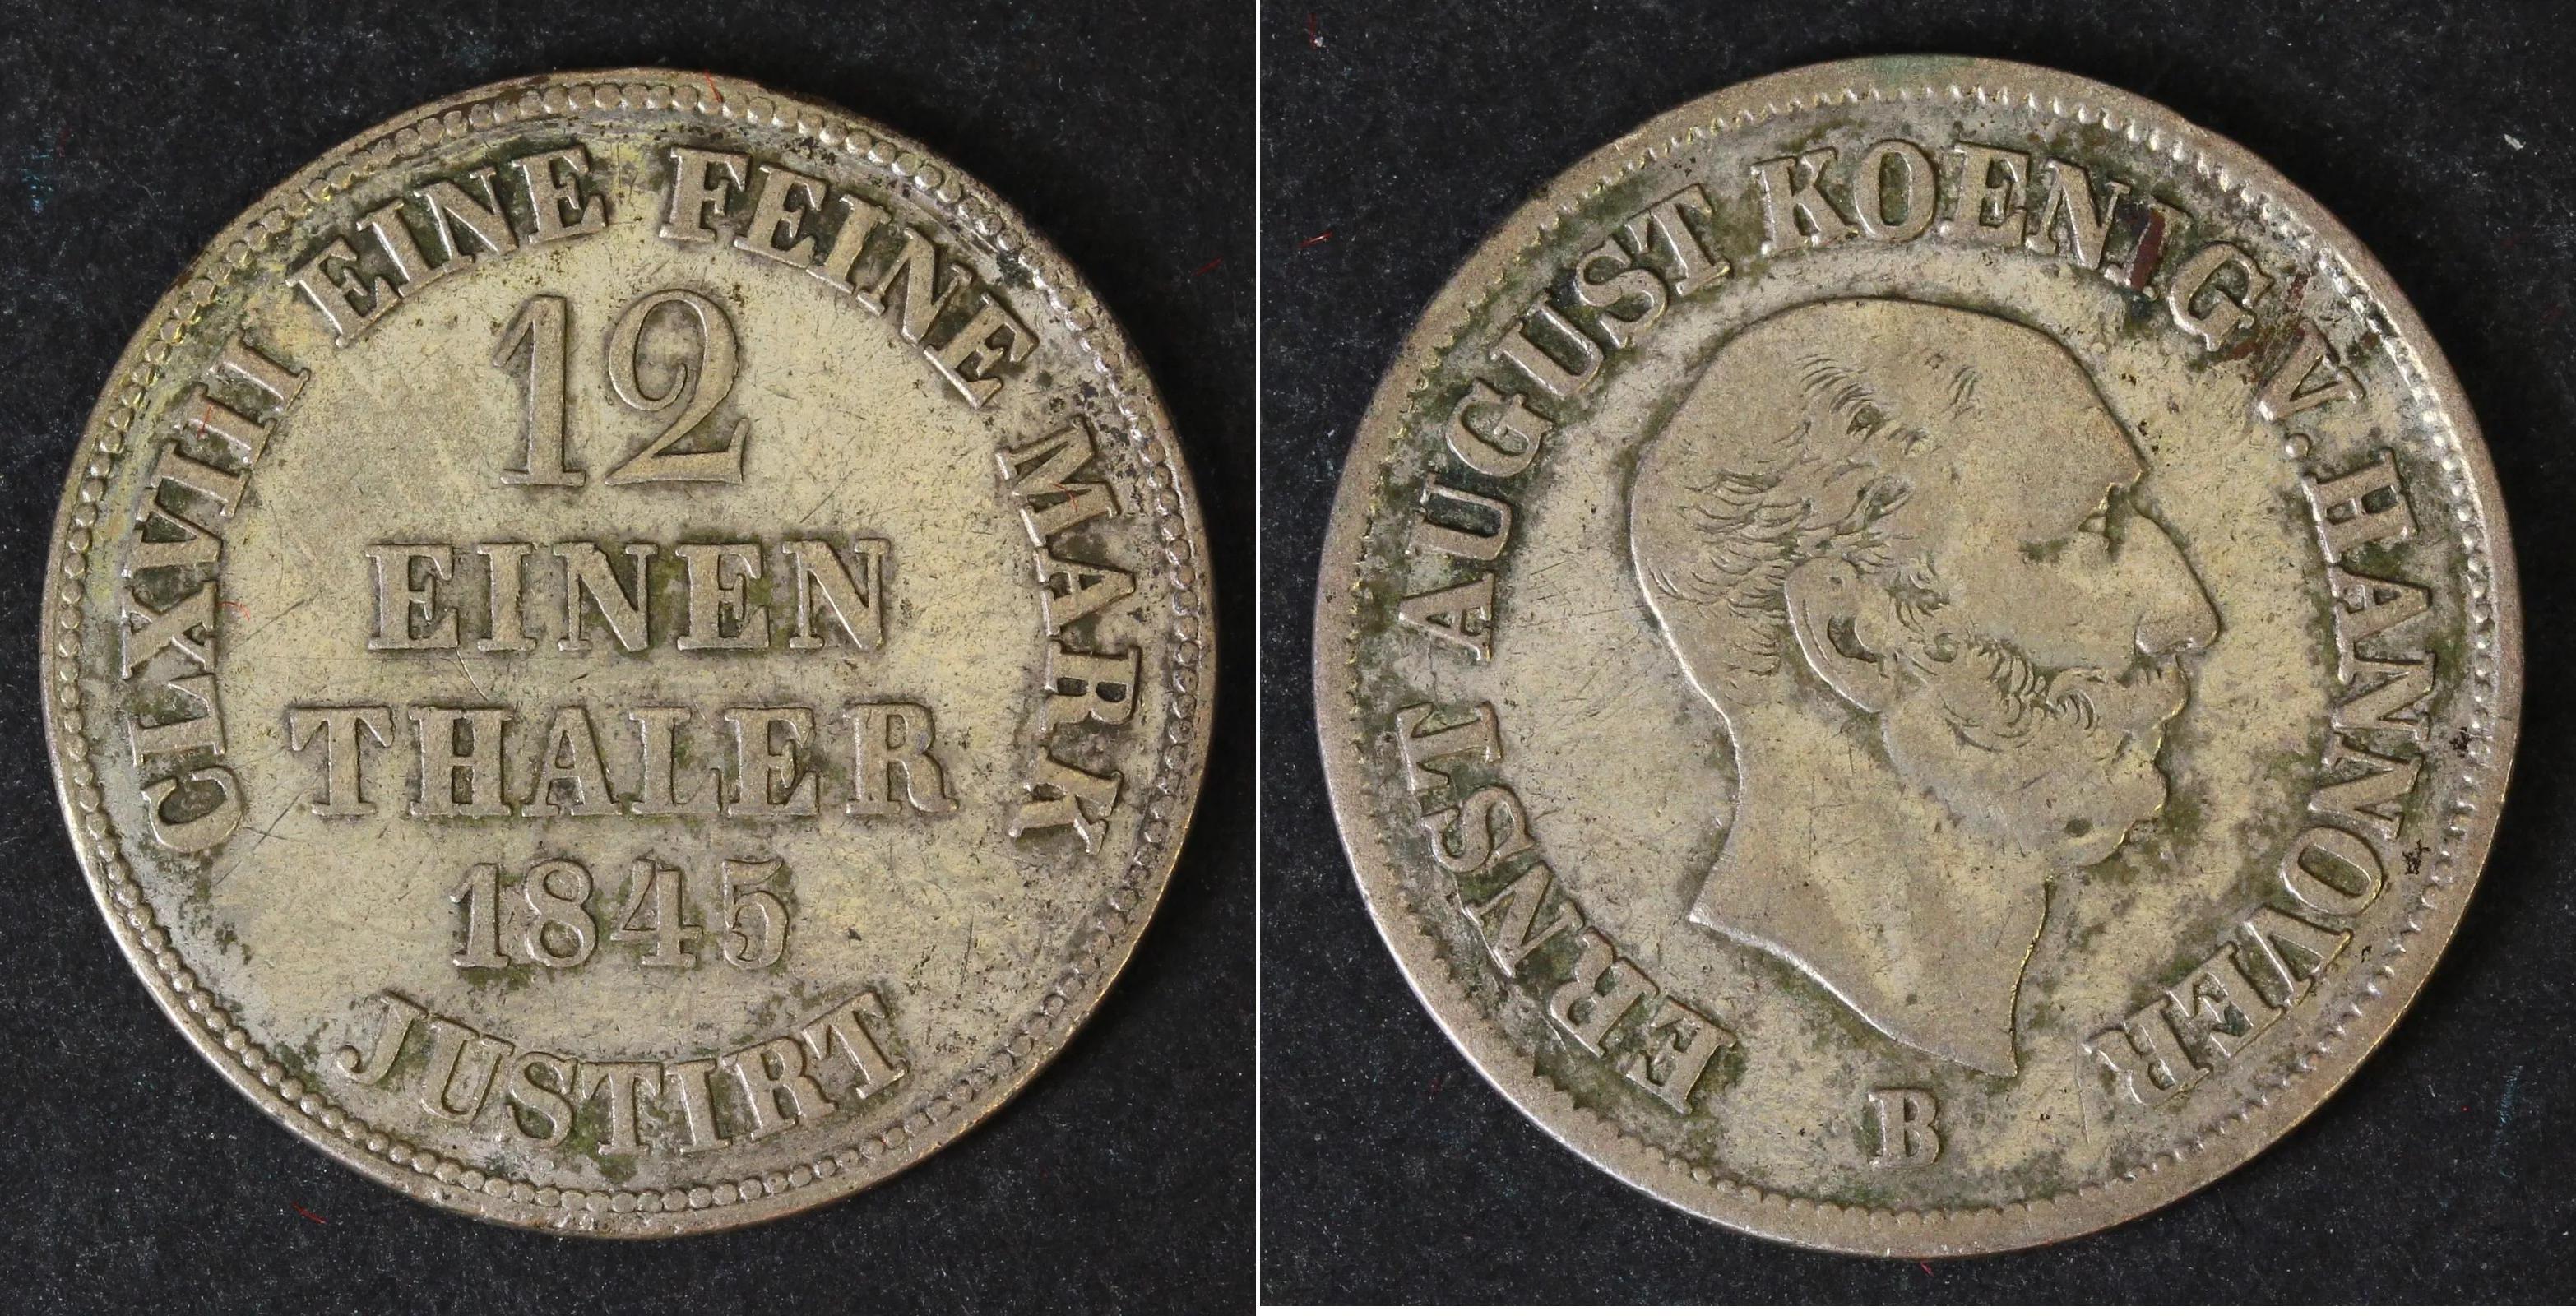 CLXVIII EINE FEINE MARK
12
EINEN
THALER
1845
JUSTIRT
ERNST AUGUST KOENIG V. HANNOVER
B